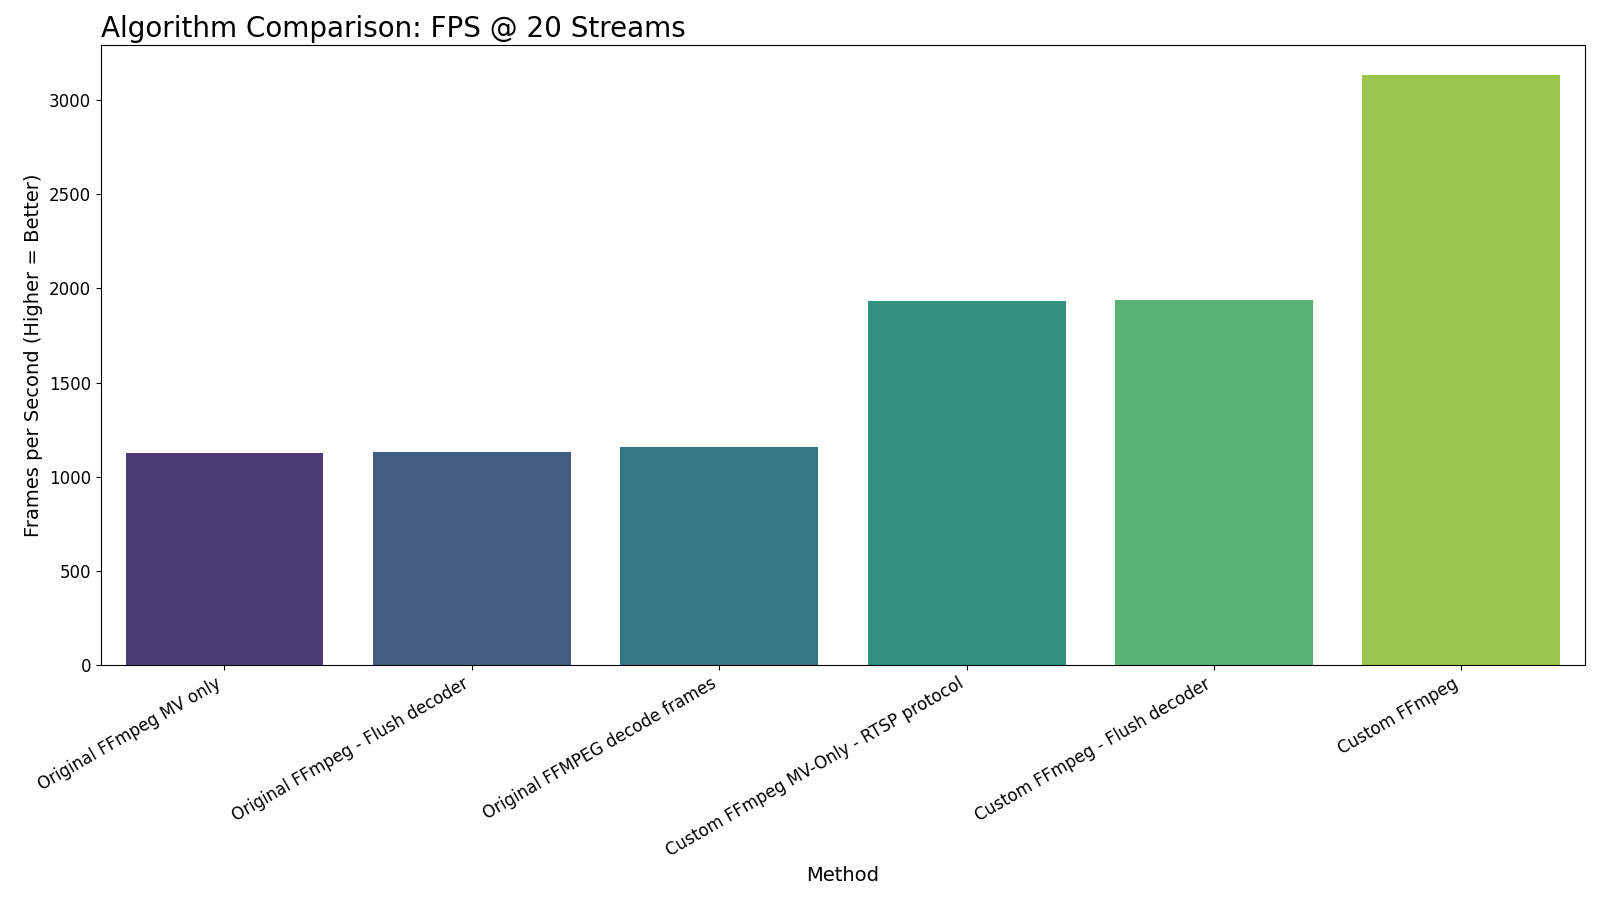 Algorithm Comparison: FPS @ 20 Streams
Frames per Second (Higher = Better)
3000
2500
2000
1500
1000
500
0
Original FFmpeg MV only
Original FFmpeg - Flush decoder
Original FFMPEG decode frames
Custom FFmpeg MV-Only - RTSP protocol
Custom FFmpeg - Flush decoder
Custom FFmpeg
Method